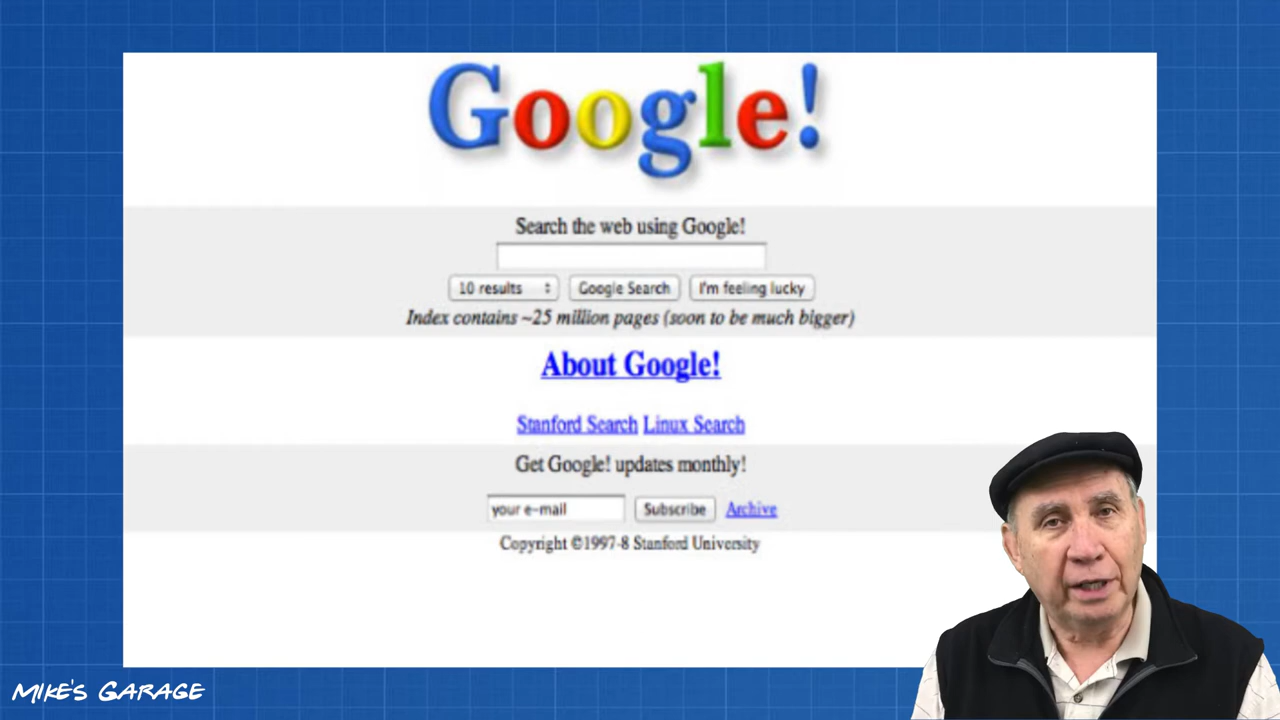 Google!
Search the web using Google!
10 results Google Search I'm feeling lucky
Index contains ~25 million pages (soon to be much bigger)
About Google!
Stanford Search Linux Search
Get Google! updates monthly!
your e-mail Subscribe Archive
Copyright ©1997-8 Stanford University
MIKE'S GARAGE